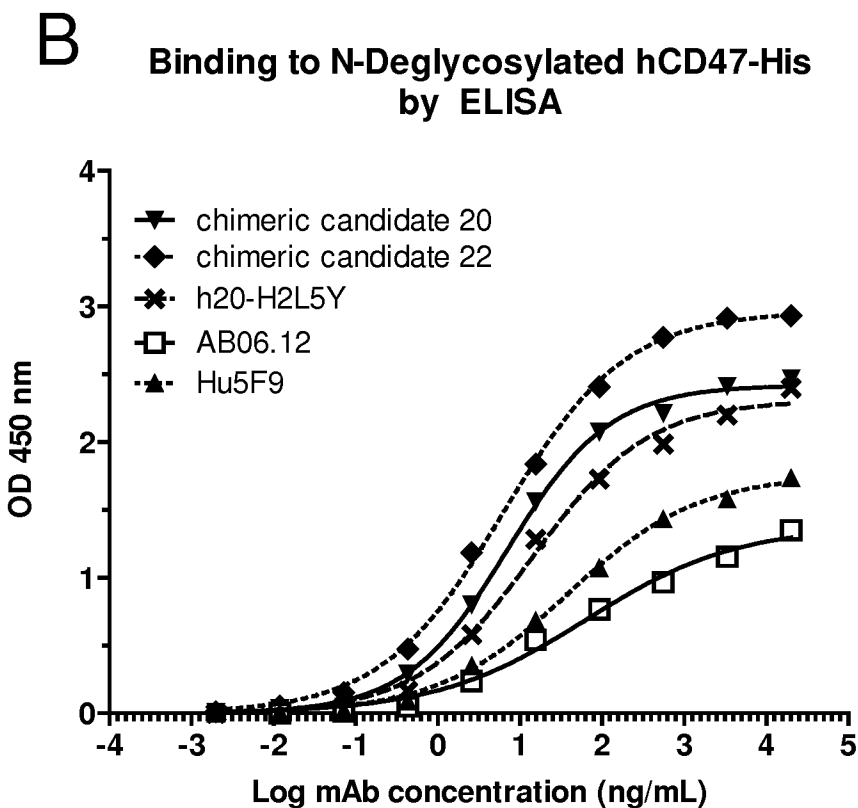 B
Binding to N-Deglycosylated hCD47-His
by ELISA
4
3
2
1
0
OD 450 nm
chimeric candidate 20
chimeric candidate 22
h20-H2L5Y
AB06.12
Hu5F9
-4 -3 -2 -1 0 1 2 3 4 5
Log mAb concentration (ng/mL)